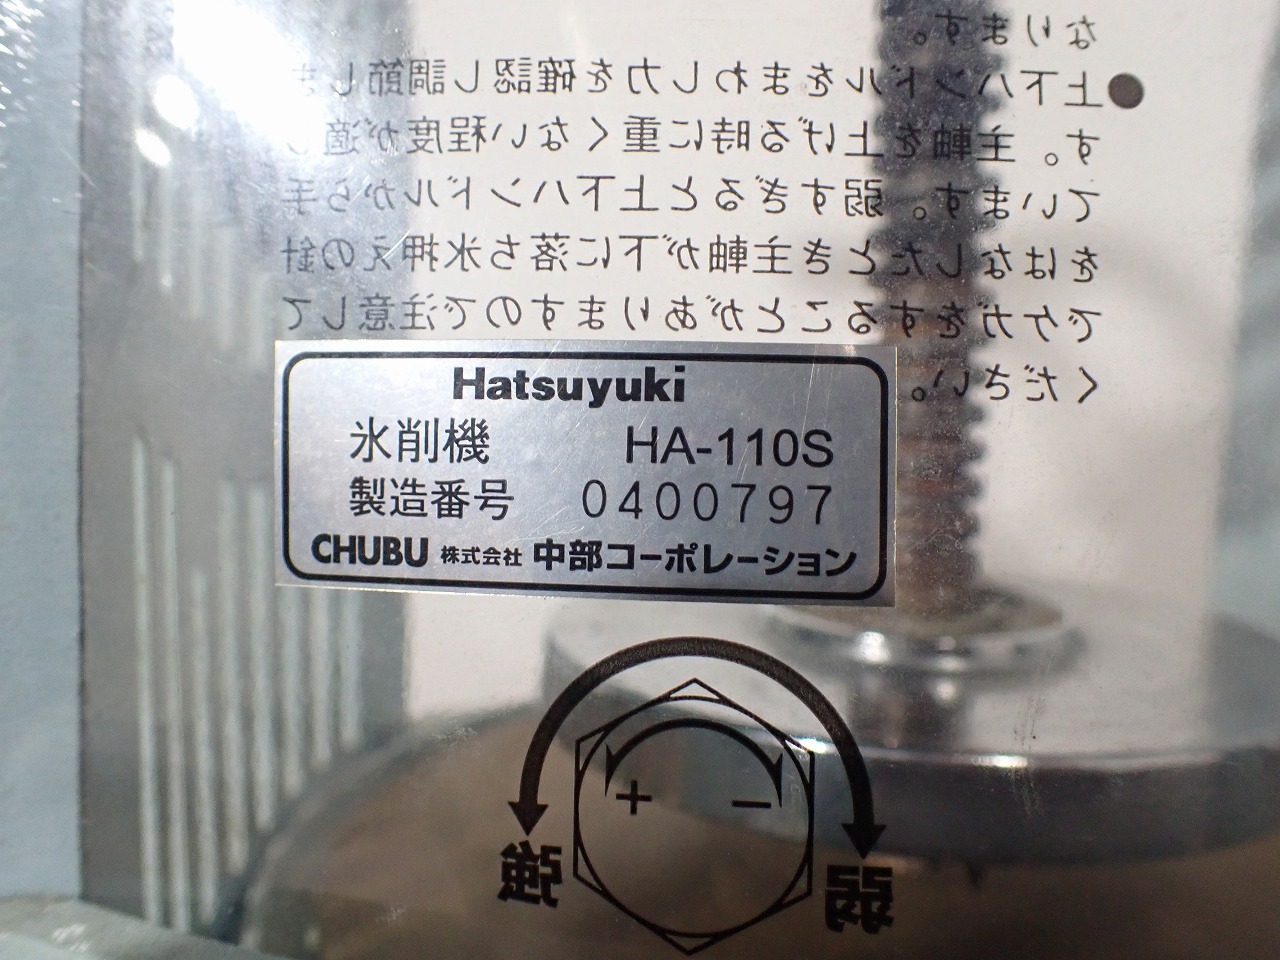 なります。
●上下ハンドルをまわし力を確認し調節しま
す。主軸を上げる時に重くない程度が適し
ています。弱すぎると上下ハンドルから手
をはなしたとき主軸が下に落ち氷押えの針
でケガをすることがありますので注意して
ください。
Hatsuyuki
氷削機 HA-110S
製造番号 0400797
CHUBU 株式会社 中部コーポレーション
+ −
強 弱